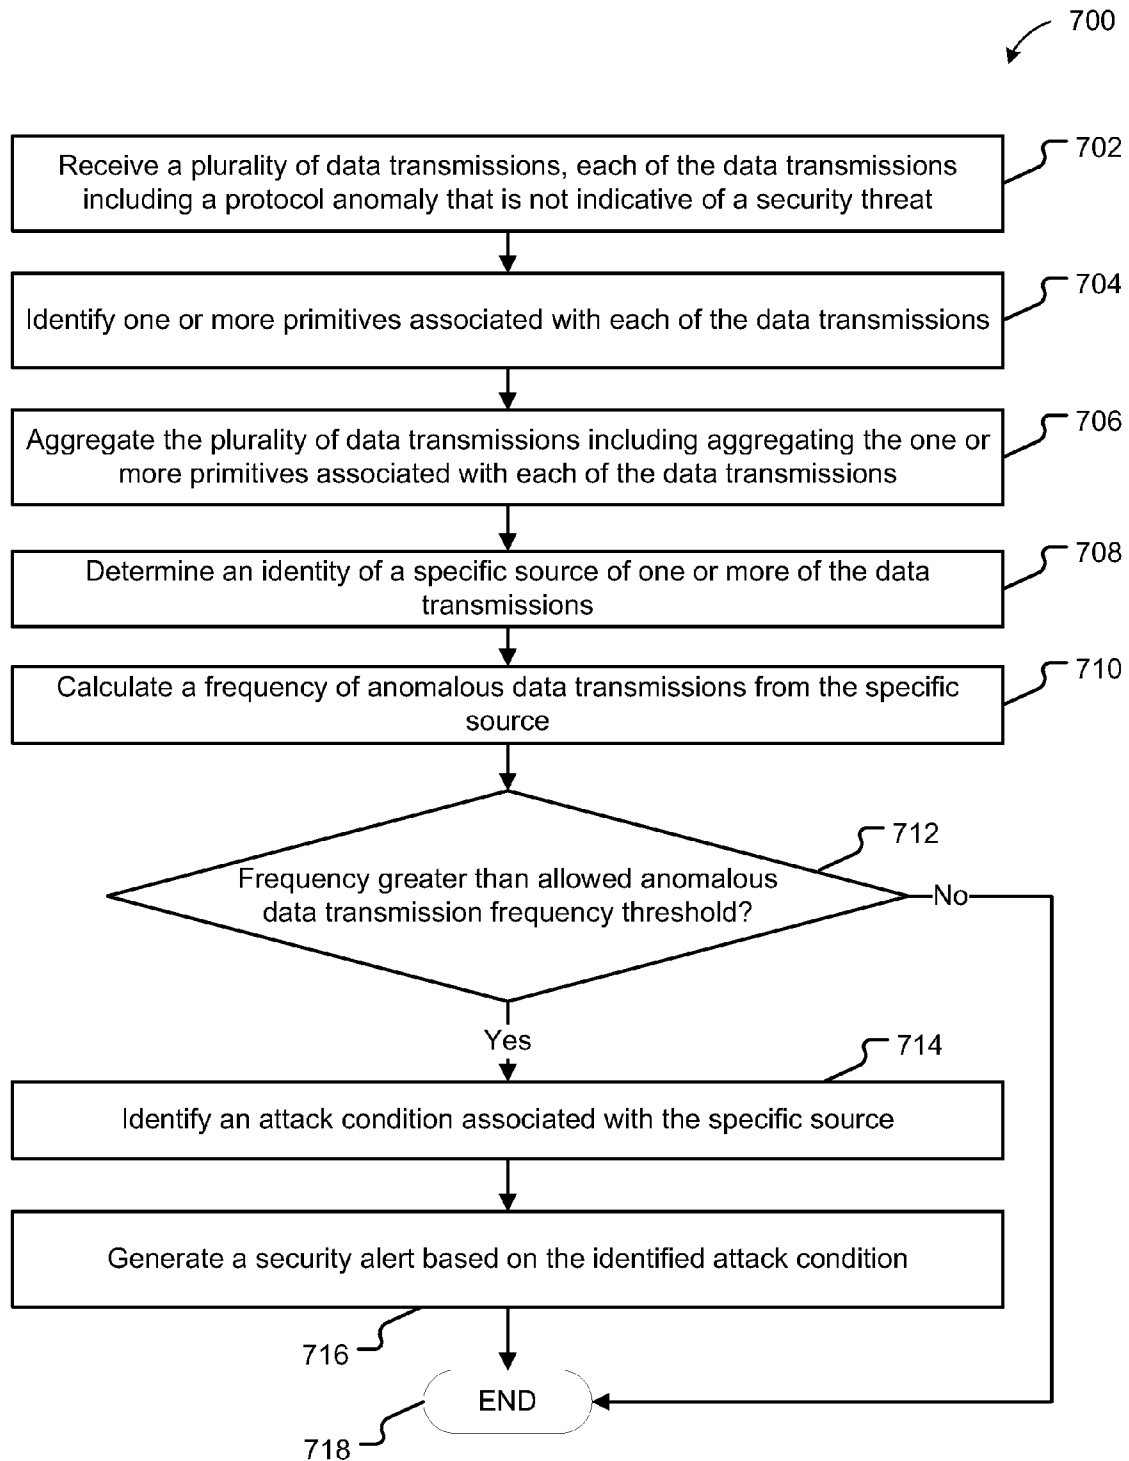 700
Receive a plurality of data transmissions, each of the data transmissions
including a protocol anomaly that is not indicative of a security threat
702
Identify one or more primitives associated with each of the data transmissions
704
Aggregate the plurality of data transmissions including aggregating the one or
more primitives associated with each of the data transmissions
706
Determine an identity of a specific source of one or more of the data
transmissions
708
Calculate a frequency of anomalous data transmissions from the specific
source
710
Frequency greater than allowed anomalous
data transmission frequency threshold?
712
No
Yes
714
Identify an attack condition associated with the specific source
Generate a security alert based on the identified attack condition
716
END
718